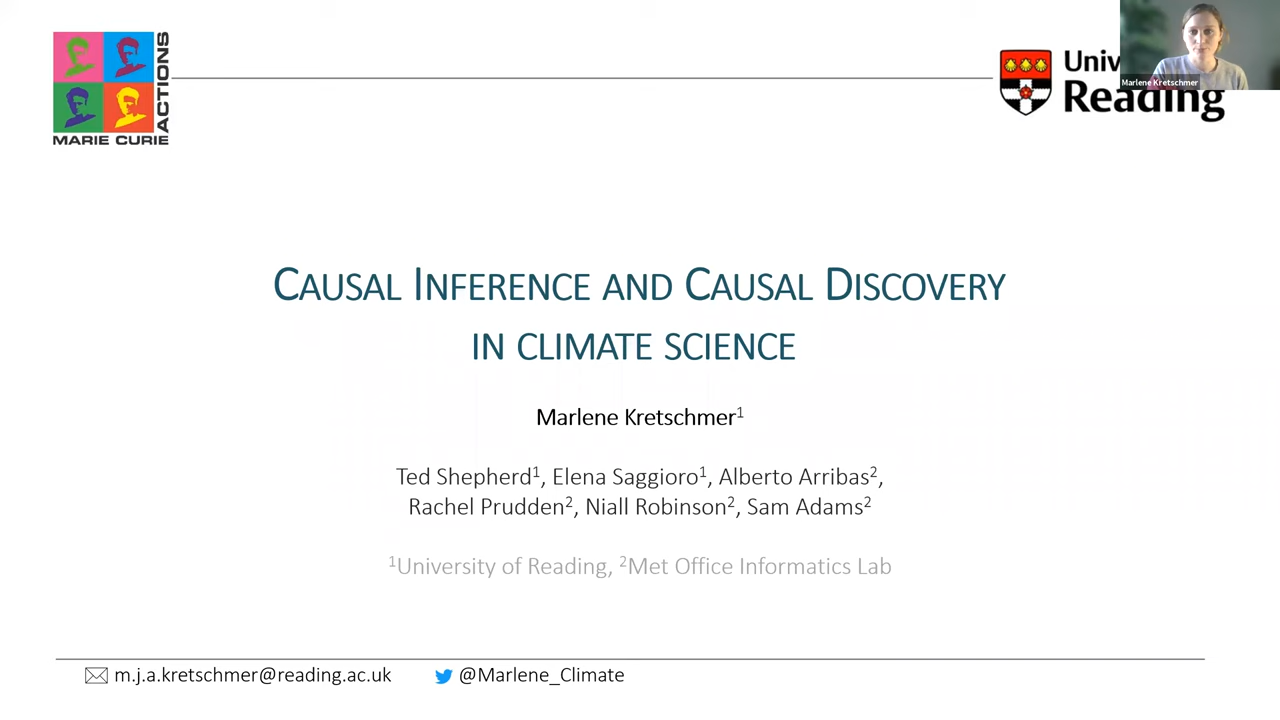 MARIE CURIE
ACTIONS
Univ
Reading
Marlene Kretschmer
CAUSAL INFERENCE AND CAUSAL DISCOVERY
IN CLIMATE SCIENCE
Marlene Kretschmer¹
Ted Shepherd¹, Elena Saggioro¹, Alberto Arribas²,
Rachel Prudden², Niall Robinson², Sam Adams²
¹University of Reading, ²Met Office Informatics Lab
m.j.a.kretschmer@reading.ac.uk
@Marlene_Climate